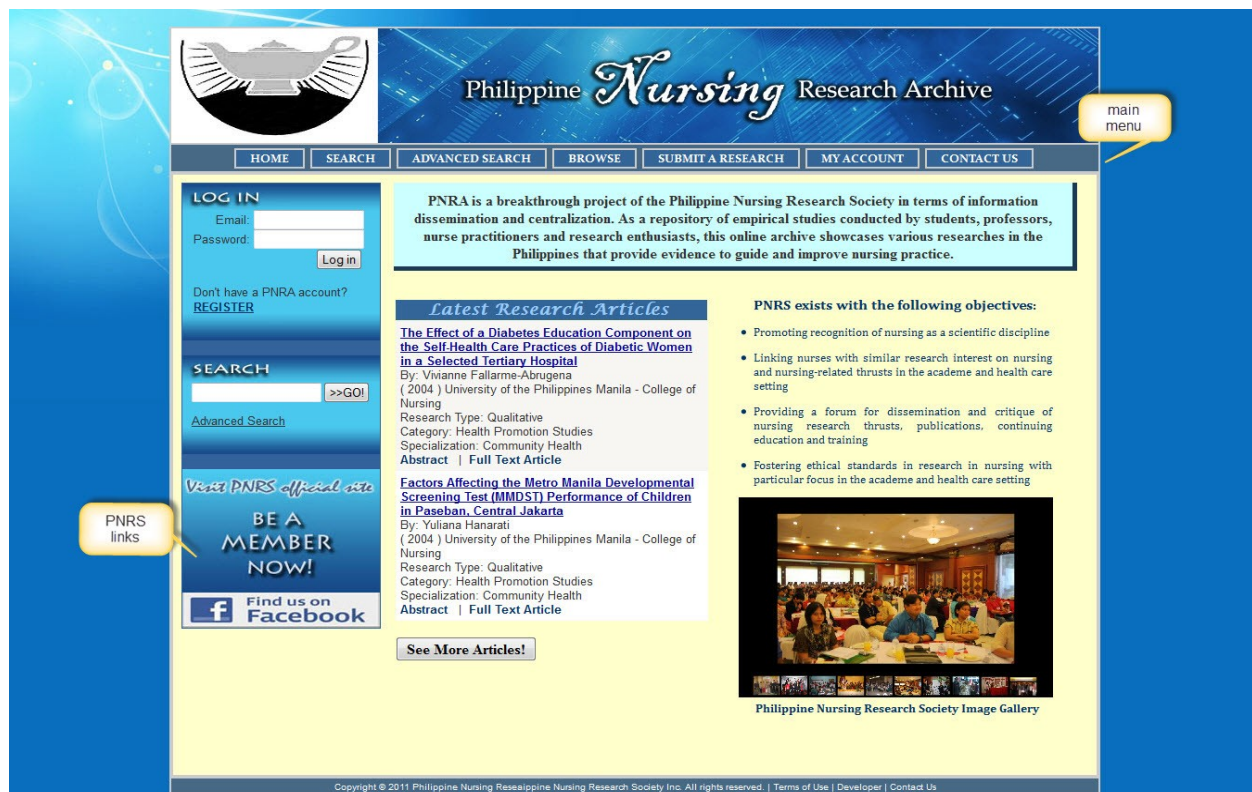 Philippine Nursing Research Archive
main
menu
HOME SEARCH ADVANCED SEARCH BROWSE SUBMIT A RESEARCH MY ACCOUNT CONTACT US
LOG IN
Email:
Password:
Log in
Don't have a PNRA account?
REGISTER
SEARCH
>>GO!
Advanced Search
Visit PNRS official site
BE A
MEMBER
NOW!
Find us on
Facebook
PNRS
links
PNRA is a breakthrough project of the Philippine Nursing Research Society in terms of information
dissemination and centralization. As a repository of empirical studies conducted by students, professors,
nurse practitioners and research enthusiasts, this online archive showcases various researches in the
Philippines that provide evidence to guide and improve nursing practice.
Latest Research Articles
The Effect of a Diabetes Education Component on
the Self-Health Care Practices of Diabetic Women
in a Selected Tertiary Hospital
By: Vivianne Fallarme-Abrugena
( 2004 ) University of the Philippines Manila - College of
Nursing
Research Type: Qualitative
Category: Health Promotion Studies
Specialization: Community Health
Abstract | Full Text Article
Factors Affecting the Metro Manila Developmental
Screening Test (MMDST) Performance of Children
in Paseban, Central Jakarta
By: Yuliana Hanarati
( 2004 ) University of the Philippines Manila - College of
Nursing
Research Type: Qualitative
Category: Health Promotion Studies
Specialization: Community Health
Abstract | Full Text Article
See More Articles!
PNRS exists with the following objectives:
• Promoting recognition of nursing as a scientific discipline
• Linking nurses with similar research interest on nursing
and nursing-related thrusts in the academe and health care
setting
• Providing a forum for dissemination and critique of
nursing research thrusts, publications, continuing
education and training
• Fostering ethical standards in research in nursing with
particular focus in the academe and health care setting
Philippine Nursing Research Society Image Gallery
Copyright © 2011 Philippine Nursing Reseaippine Nursing Research Society Inc. All rights reserved. | Terms of Use | Developer | Contact Us